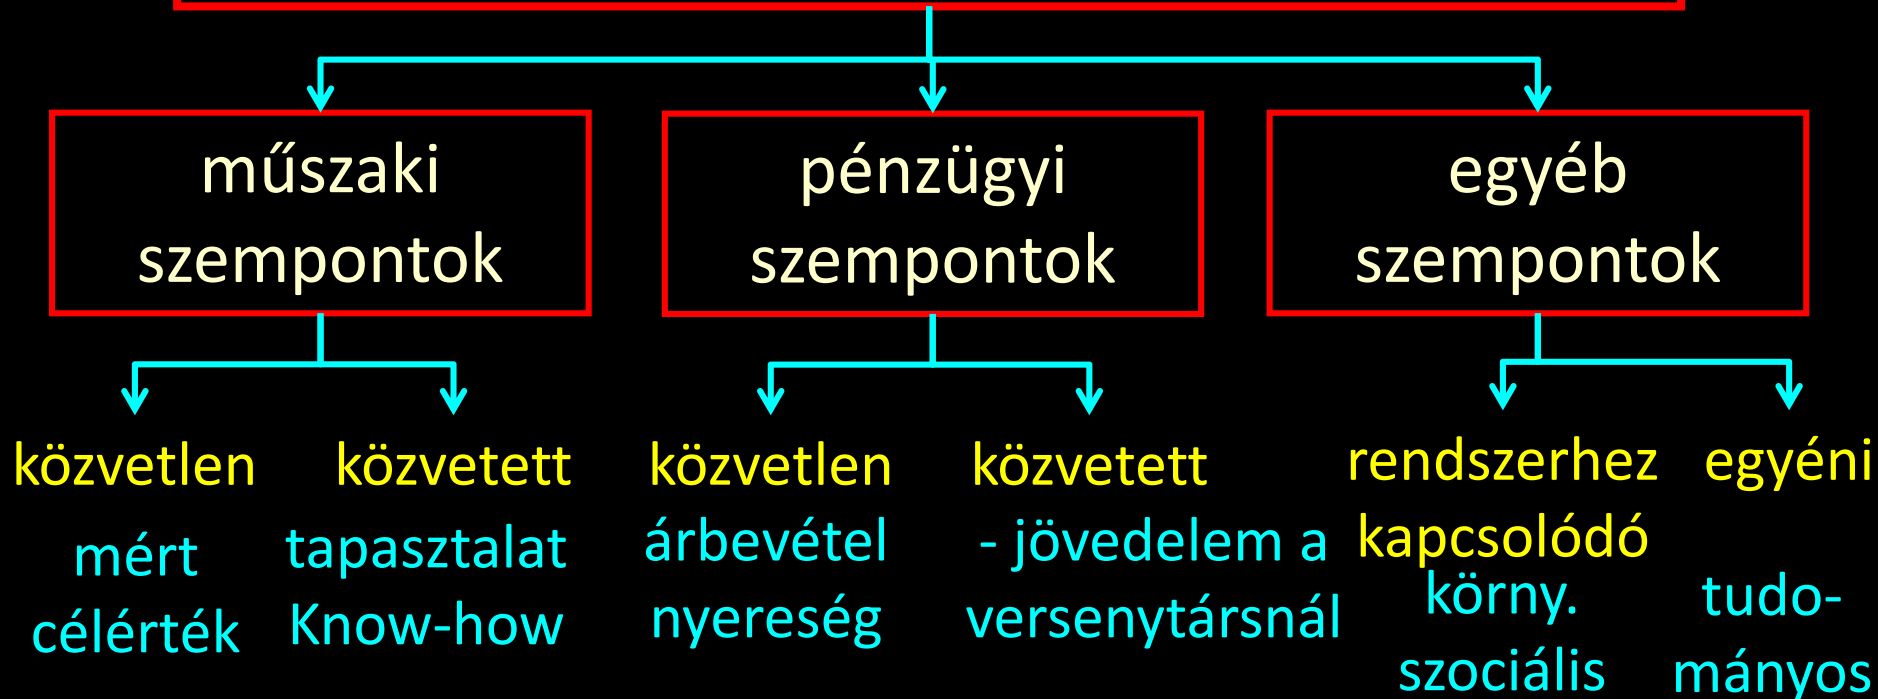 műszaki
szempontok
pénzügyi
szempontok
egyéb
szempontok
közvetlen
mért
célérték
közvetett
tapasztalat
Know-how
közvetlen
árbevétel
nyereség
közvetett
- jövedelem a
versenytársnál
rendszerhez
kapcsolódó
körny.
szociális
egyéni
tudo-
mányos